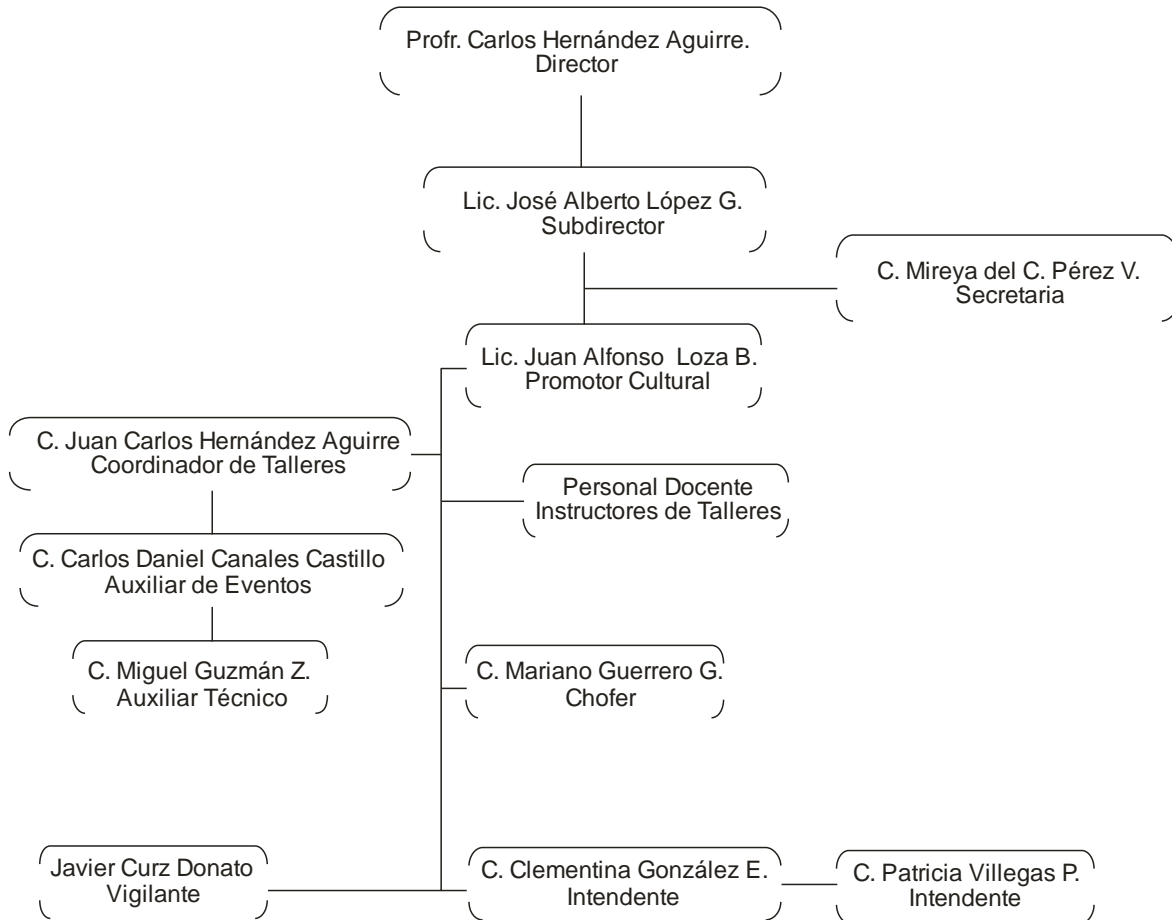 Profr. Carlos Hernández Aguirre.
Director
Lic. José Alberto López G.
Subdirector
C. Mireya del C. Pérez V.
Secretaria
Lic. Juan Alfonso  Loza B.
Promotor Cultural
C. Juan Carlos Hernández Aguirre
Coordinador de Talleres
Personal Docente
Instructores de Talleres
C. Carlos Daniel Canales Castillo
Auxiliar de Eventos
C. Miguel Guzmán Z.
Auxiliar Técnico
C. Mariano Guerrero G.
Chofer
Javier Curz Donato
Vigilante
C. Clementina González E.
Intendente
C. Patricia Villegas P.
Intendente